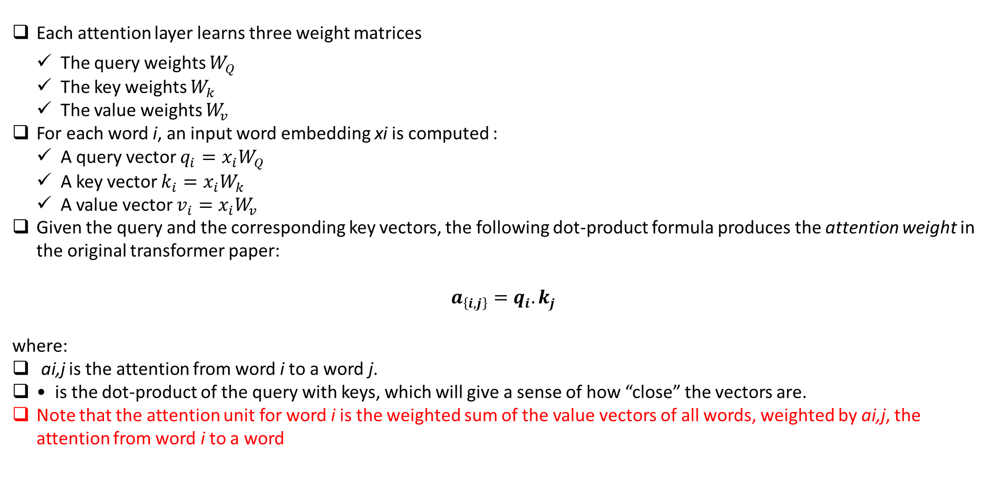 ❑ Each attention layer learns three weight matrices
✓ The query weights W_Q
✓ The key weights W_k
✓ The value weights W_v
❑ For each word i, an input word embedding xi is computed :
✓ A query vector q_i = x_i W_Q
✓ A key vector k_i = x_i W_k
✓ A value vector v_i = x_i W_v
❑ Given the query and the corresponding key vectors, the following dot-product formula produces the attention weight in
the original transformer paper:
a_{i,j} = q_i . k_j
where:
❑ ai,j is the attention from word i to a word j.
❑ • is the dot-product of the query with keys, which will give a sense of how “close” the vectors are.
❑ Note that the attention unit for word i is the weighted sum of the value vectors of all words, weighted by ai,j, the
attention from word i to a word